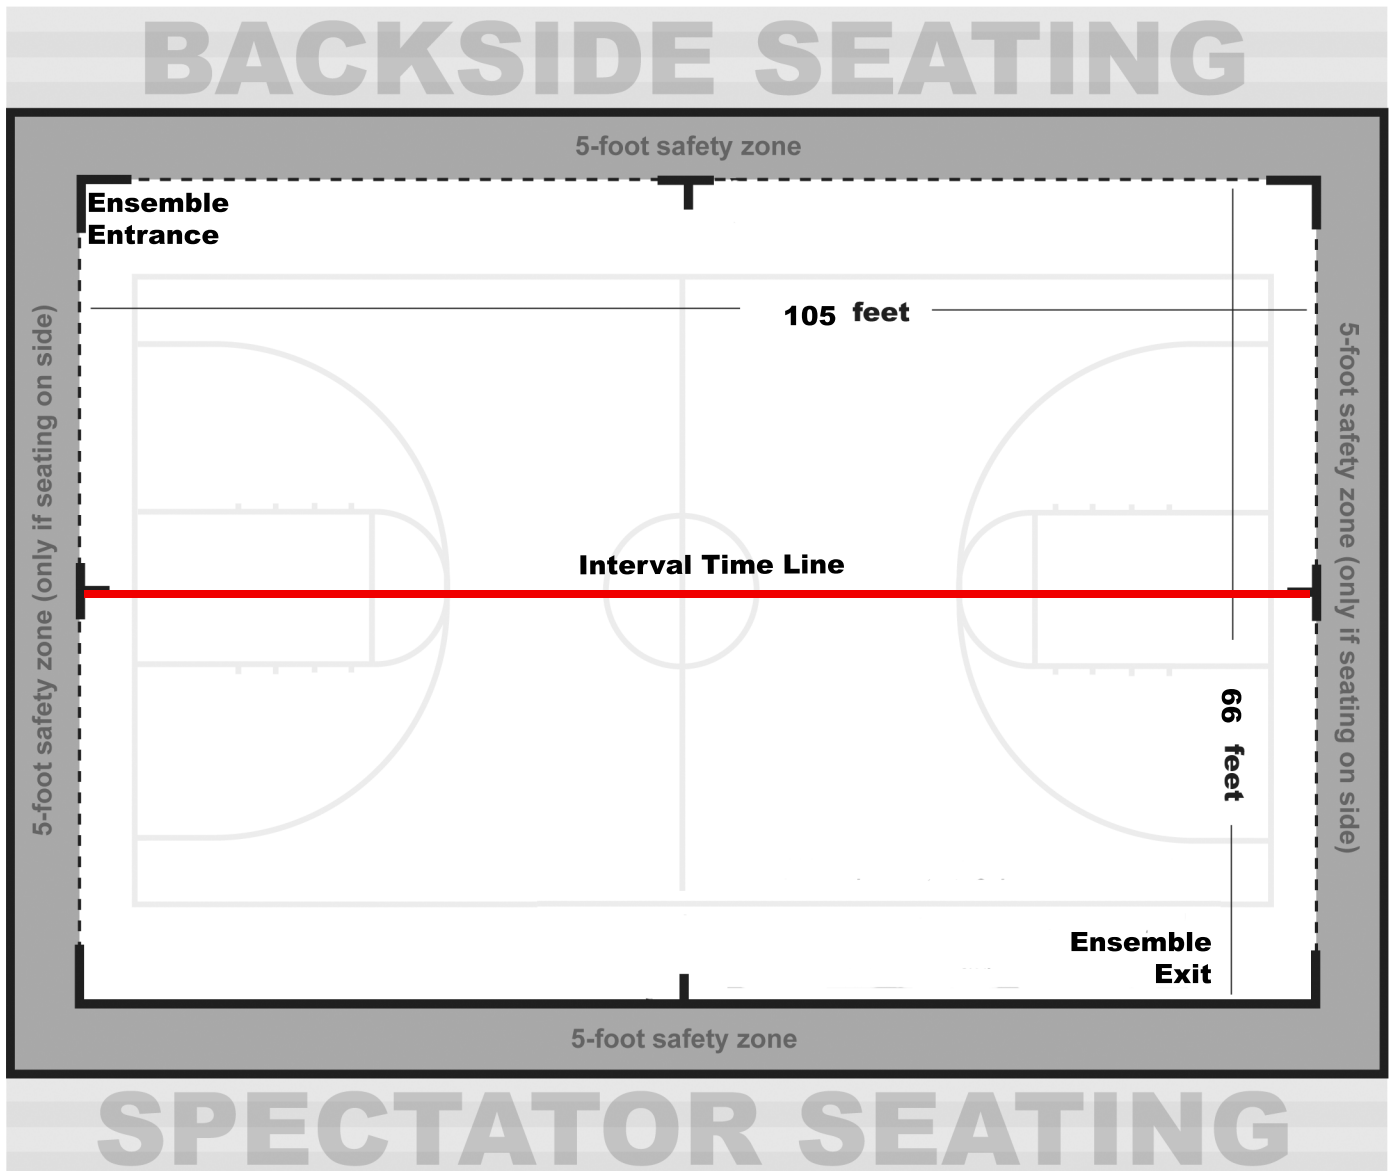 BACKSIDE SEATING
5-foot safety zone
Ensemble
Entrance
105 feet
5-foot safety zone (only if seating on side)
5-foot safety zone (only if seating on side)
Interval Time Line
66 feet
Ensemble
Exit
5-foot safety zone
SPECTATOR SEATING